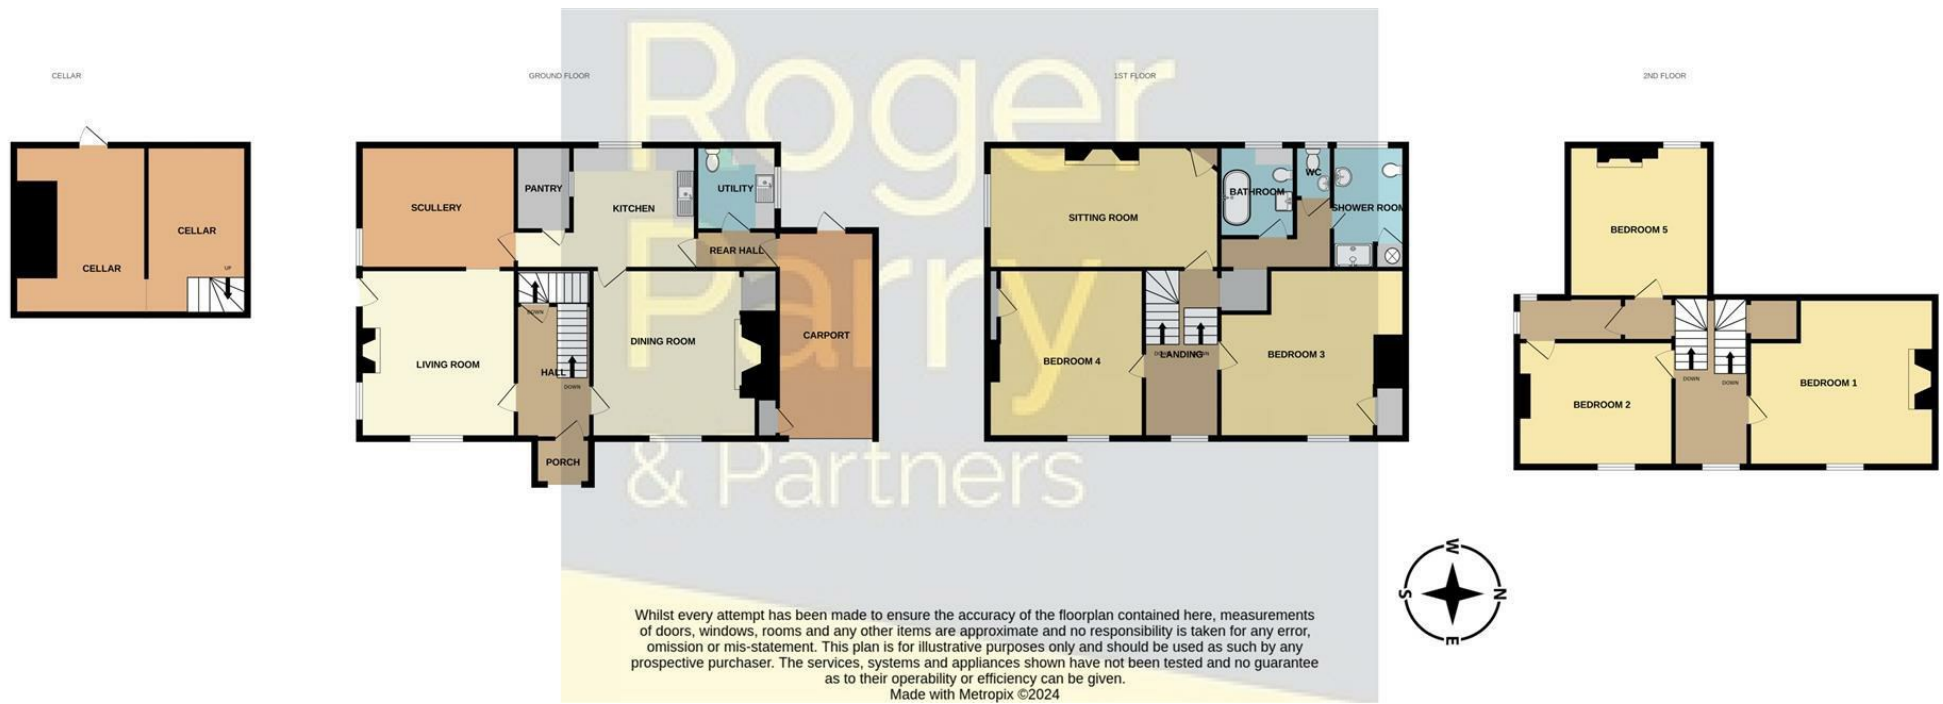 CELLAR
GROUND FLOOR
1ST FLOOR
2ND FLOOR
Roger
Parry
& Partners
CELLAR
CELLAR
UP
SCULLERY
PANTRY
KITCHEN
UTILITY
REAR HALL
LIVING ROOM
DOWN
HALL
DOWN
DINING ROOM
CARPORT
PORCH
SITTING ROOM
BATHROOM
WC
SHOWER ROOM
BEDROOM 4
DOWN
LANDING
DOWN
BEDROOM 3
BEDROOM 5
BEDROOM 2
DOWN
DOWN
BEDROOM 1
W
S
N
E
Whilst every attempt has been made to ensure the accuracy of the floorplan contained here, measurements
of doors, windows, rooms and any other items are approximate and no responsibility is taken for any error,
omission or mis-statement. This plan is for illustrative purposes only and should be used as such by any
prospective purchaser. The services, systems and appliances shown have not been tested and no guarantee
as to their operability or efficiency can be given.
Made with Metropix ©2024